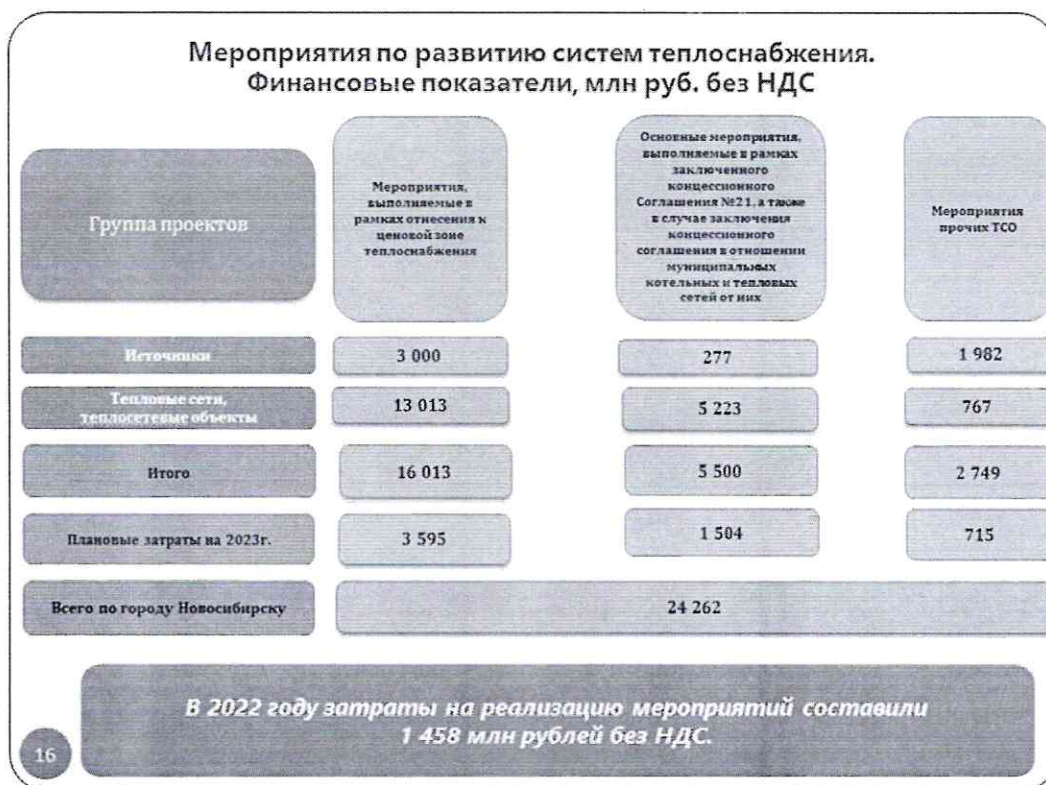 Мероприятия по развитию систем теплоснабжения.
Финансовые показатели, млн руб. без НДС
Группа проектов
Мероприятия,
выполняемые в
рамках отнесения к
ценовой зоне
теплоснабжения
Основные мероприятия,
выполняемые в рамках
заключенного
концессионного
Соглашения №21, а также
в случае заключения
концессионного
соглашения в отношении
муниципальных
котельных и тепловых
сетей от них
Мероприятия
прочих ТСО
Источники
3 000
277
1 982
Тепловые сети,
теплосетевые объекты
13 013
5 223
767
Итого
16 013
5 500
2 749
Плановые затраты на 2023г.
3 595
1 504
715
Всего по городу Новосибирску
24 262
В 2022 году затраты на реализацию мероприятий составили
1 458 млн рублей без НДС.
16